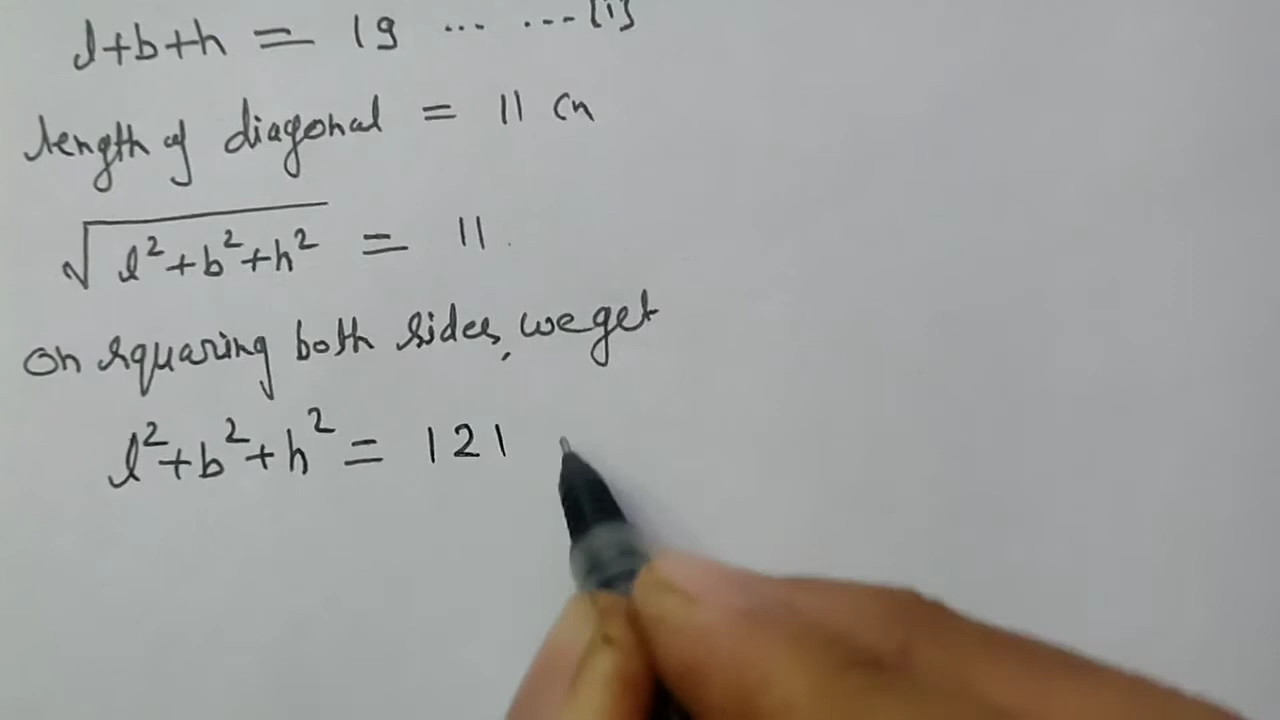 l+b+h = 19 ... ... (i)
length of diagonal = 11 cm
√l²+b²+h² = 11
on squaring both sides, we get
l²+b²+h² = 121